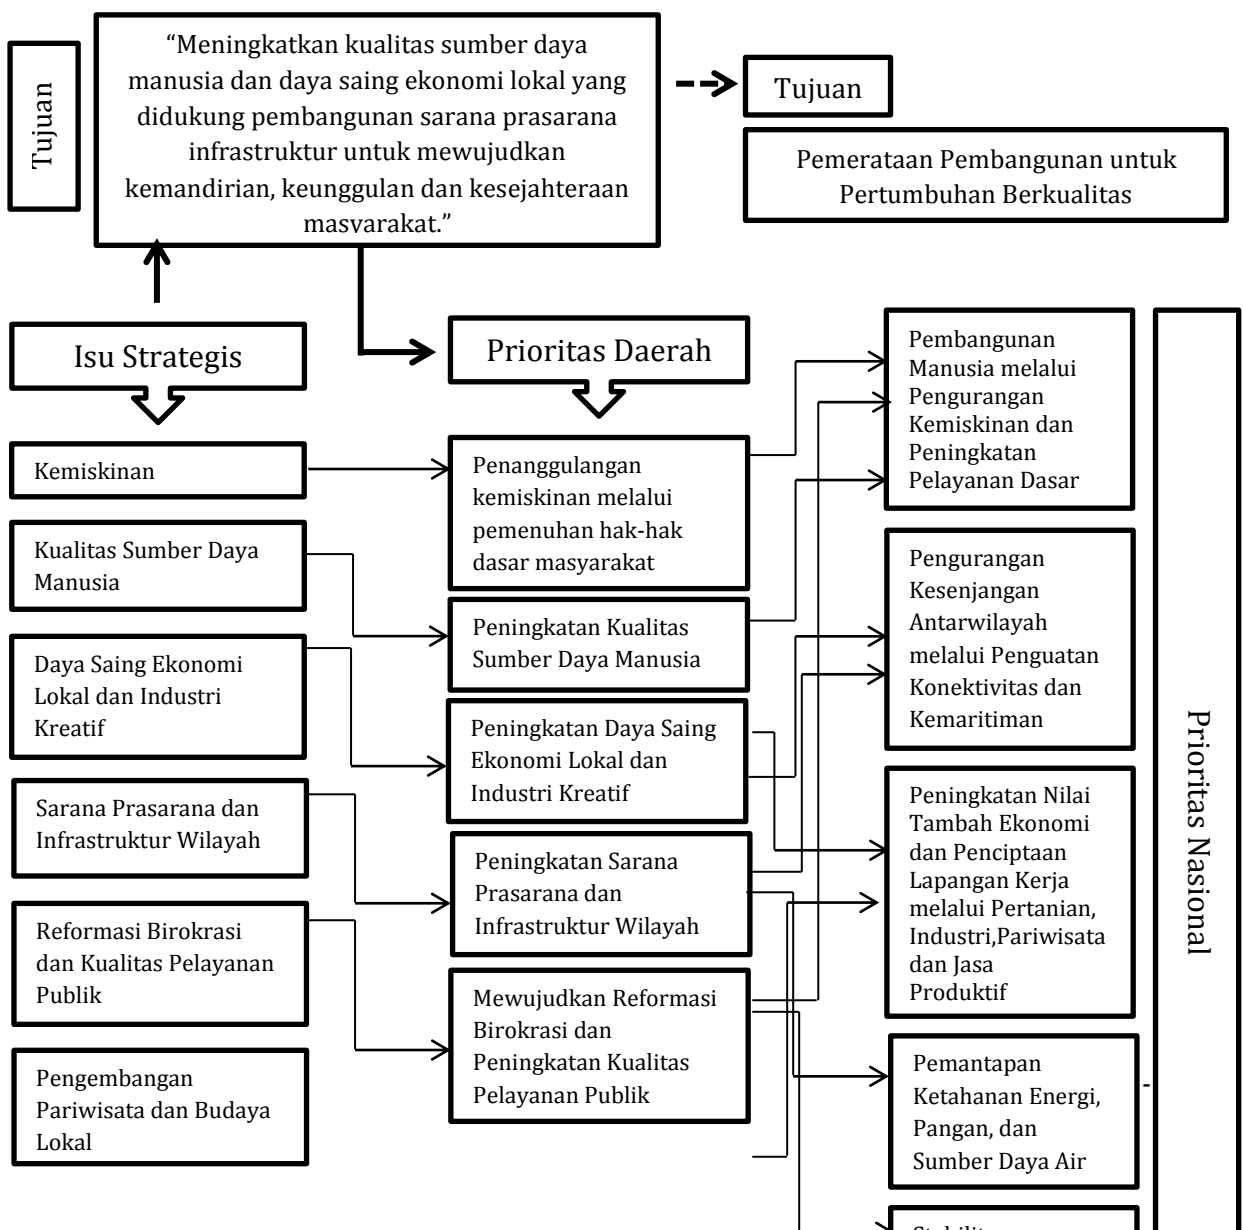 Tujuan
“Meningkatkan kualitas sumber daya
manusia dan daya saing ekonomi lokal yang
didukung pembangunan sarana prasarana
infrastruktur untuk mewujudkan
kemandirian, keunggulan dan kesejahteraan
masyarakat.”
Tujuan
Pemerataan Pembangunan untuk
Pertumbuhan Berkualitas
Isu Strategis
Kemiskinan
Kualitas Sumber Daya
Manusia
Daya Saing Ekonomi
Lokal dan Industri
Kreatif
Sarana Prasarana dan
Infrastruktur Wilayah
Reformasi Birokrasi
dan Kualitas Pelayanan
Publik
Pengembangan
Pariwisata dan Budaya
Lokal
Prioritas Daerah
Penanggulangan
kemiskinan melalui
pemenuhan hak-hak
dasar masyarakat
Peningkatan Kualitas
Sumber Daya Manusia
Peningkatan Daya Saing
Ekonomi Lokal dan
Industri Kreatif
Peningkatan Sarana
Prasarana dan
Infrastruktur Wilayah
Mewujudkan Reformasi
Birokrasi dan
Peningkatan Kualitas
Pelayanan Publik
Pembangunan
Manusia melalui
Pengurangan
Kemiskinan dan
Peningkatan
Pelayanan Dasar
Pengurangan
Kesenjangan
Antarwilayah
melalui Penguatan
Konektivitas dan
Kemaritiman
Peningkatan Nilai
Tambah Ekonomi
dan Penciptaan
Lapangan Kerja
melalui Pertanian,
Industri,Pariwisata
dan Jasa
Produktif
Pemantapan
Ketahanan Energi,
Pangan, dan
Sumber Daya Air
Prioritas Nasional